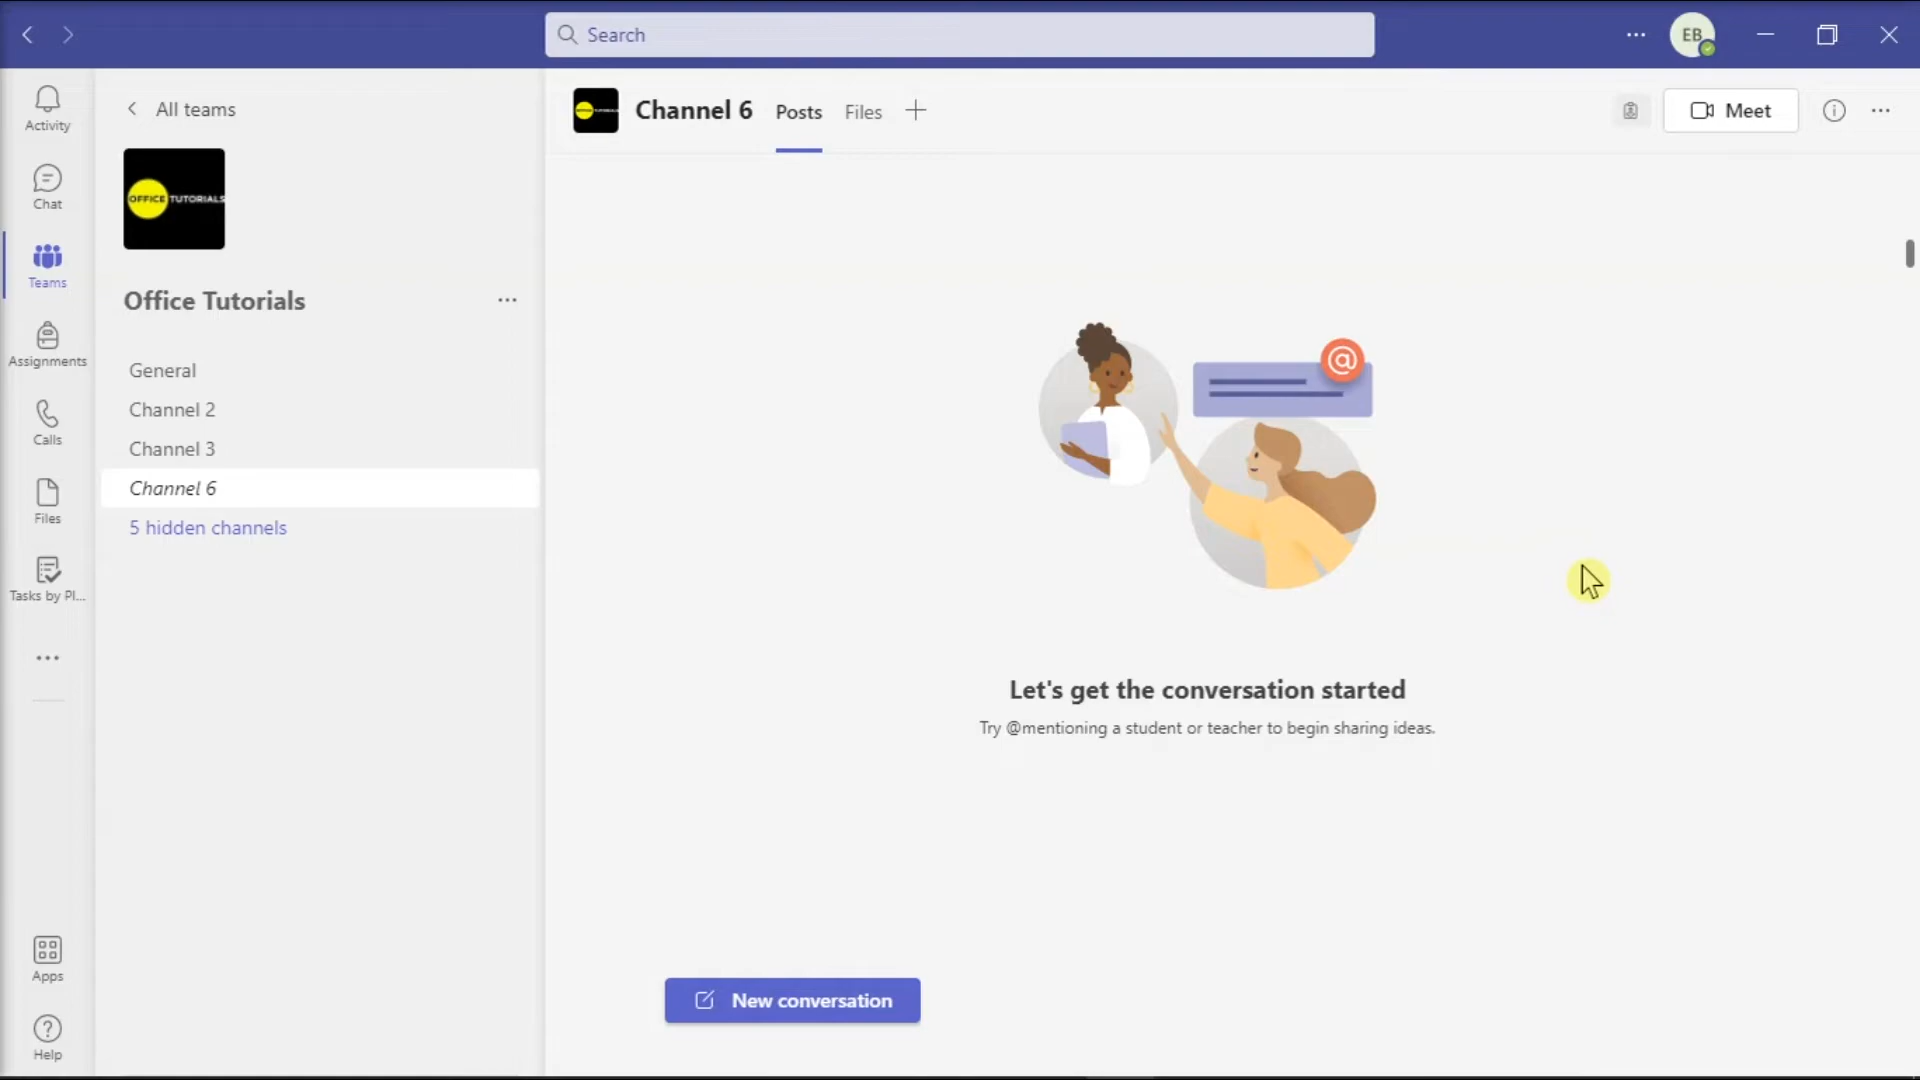 Search
EB
Activity
Chat
Teams
Assignments
Calls
Files
Tasks by Pl...
Apps
Help
All teams
OFFICE TUTORIALS
Office Tutorials
General
Channel 2
Channel 3
Channel 6
5 hidden channels
OFFICE TUTORIALS
Channel 6 Posts Files
Meet
@
Let's get the conversation started
Try @mentioning a student or teacher to begin sharing ideas.
New conversation